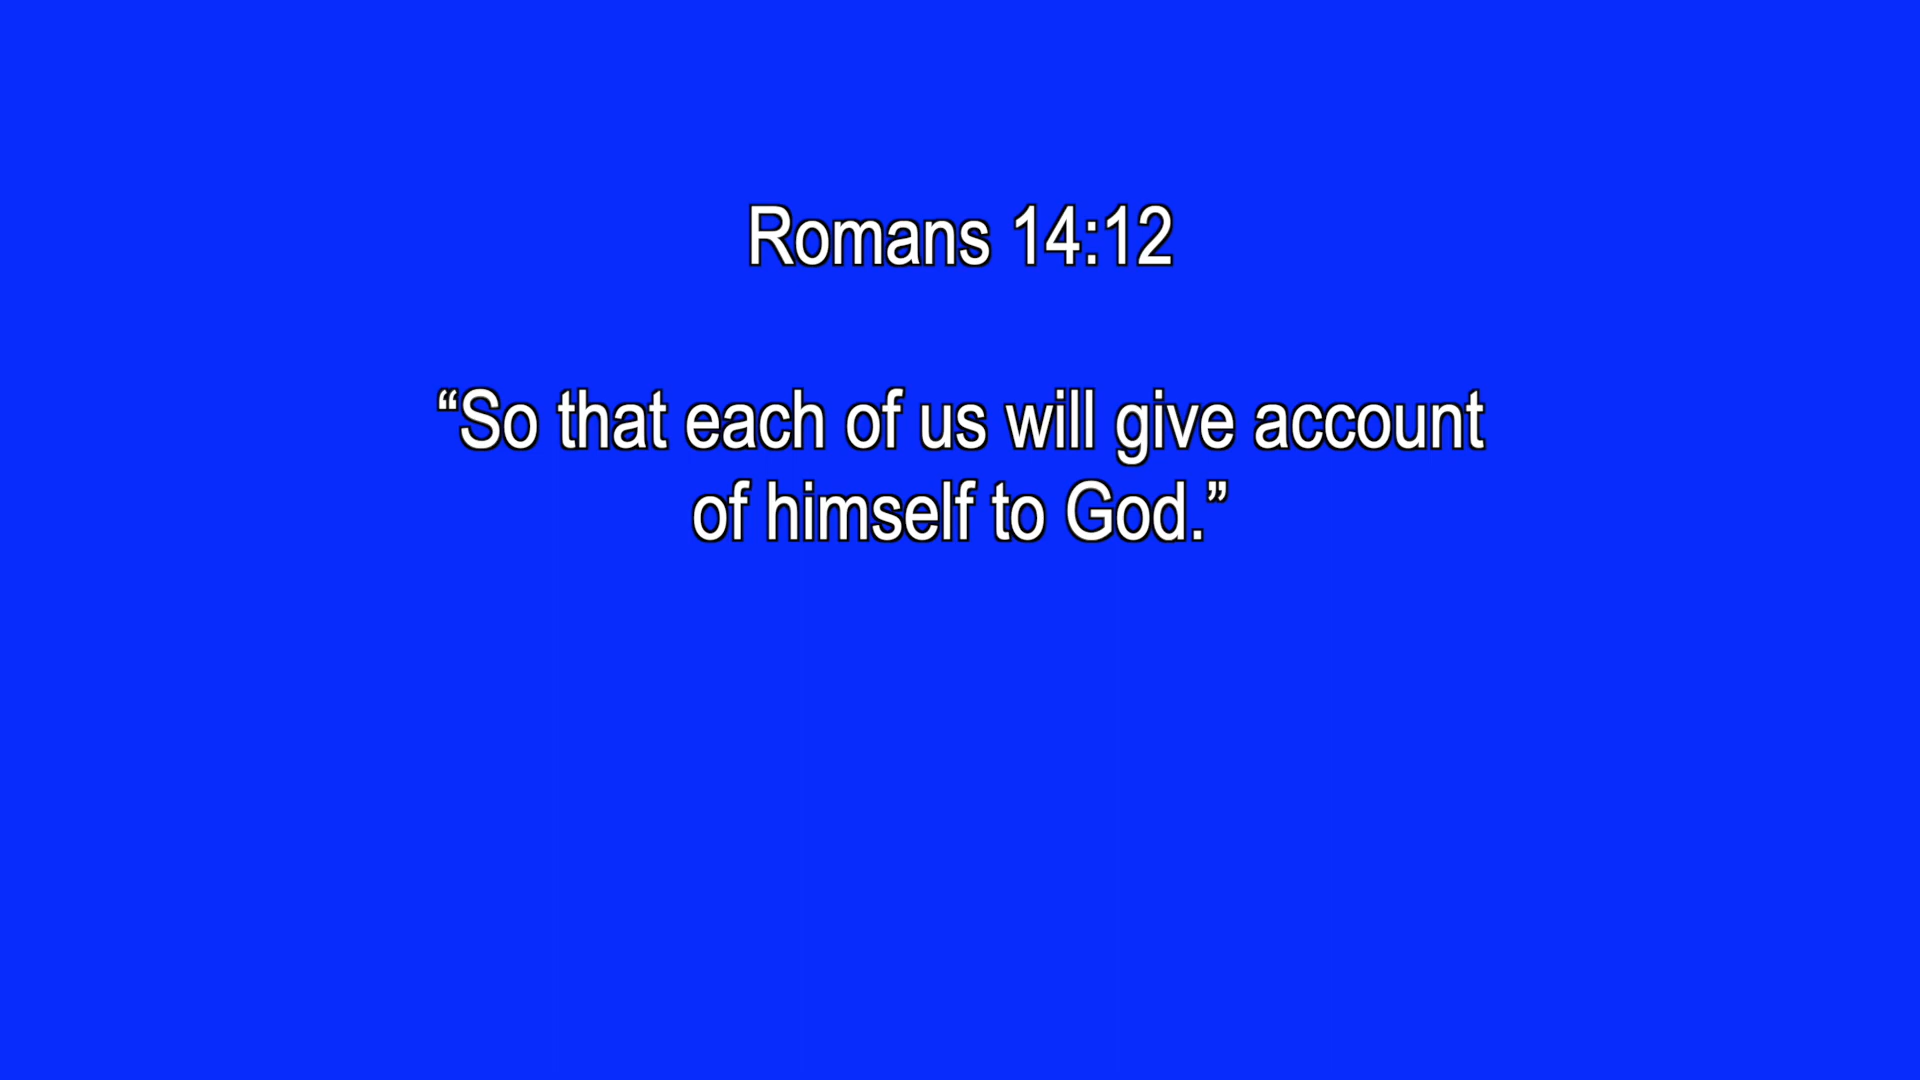 Romans 14:12
“So that each of us will give account
of himself to God.”